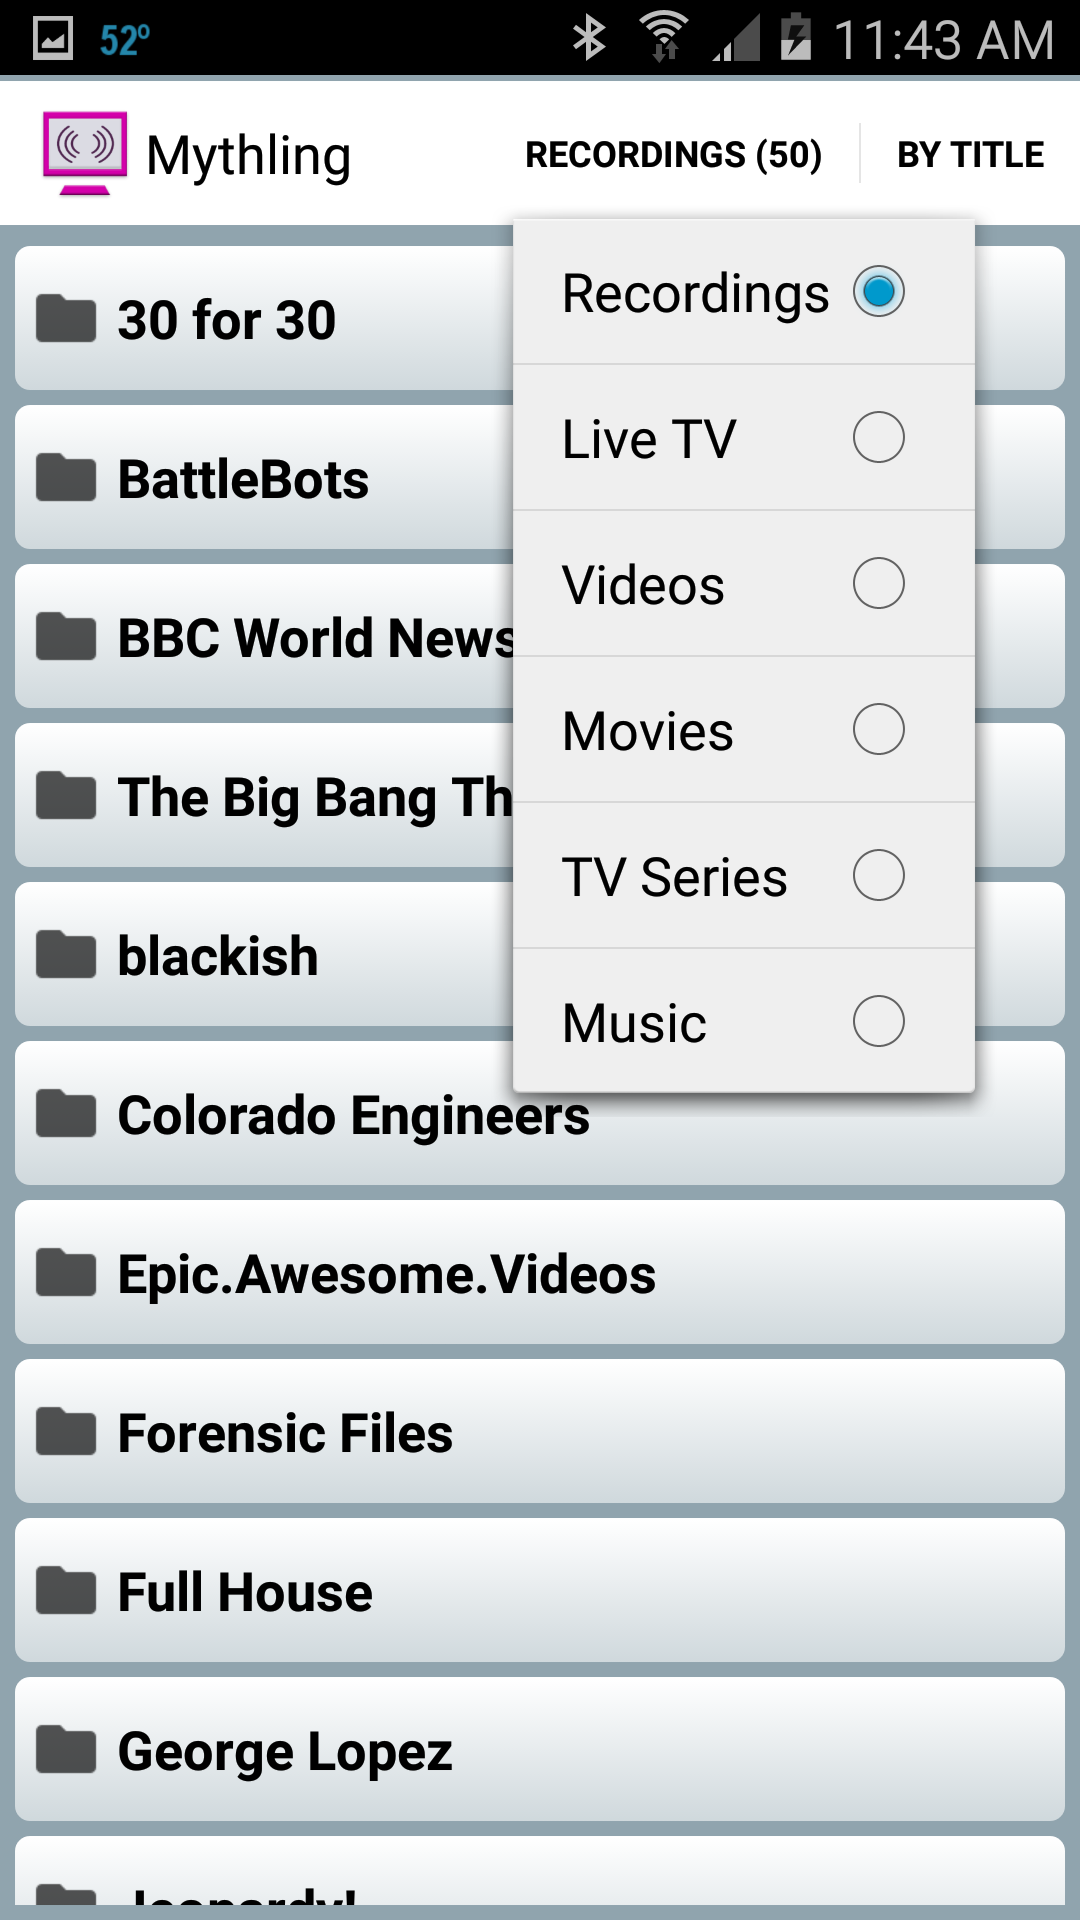 52°
11:43 AM
Mythling
RECORDINGS (50)
BY TITLE
Recordings
Live TV
Videos
Movies
TV Series
Music
30 for 30
BattleBots
BBC World News
The Big Bang Th
blackish
Colorado Engineers
Epic.Awesome.Videos
Forensic Files
Full House
George Lopez
Jeopardy!